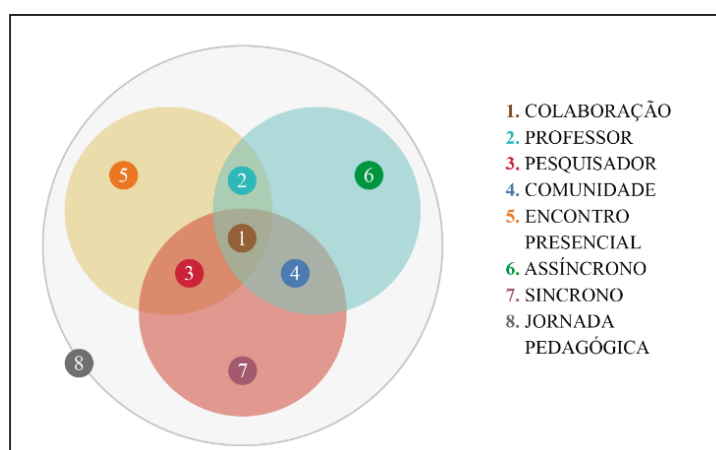 5
2
6
1
3
4
8
7
1. COLABORAÇÃO
2. PROFESSOR
3. PESQUISADOR
4. COMUNIDADE
5. ENCONTRO
PRESENCIAL
6. ASSÍNCRONO
7. SINCRONO
8. JORNADA
PEDAGÓGICA